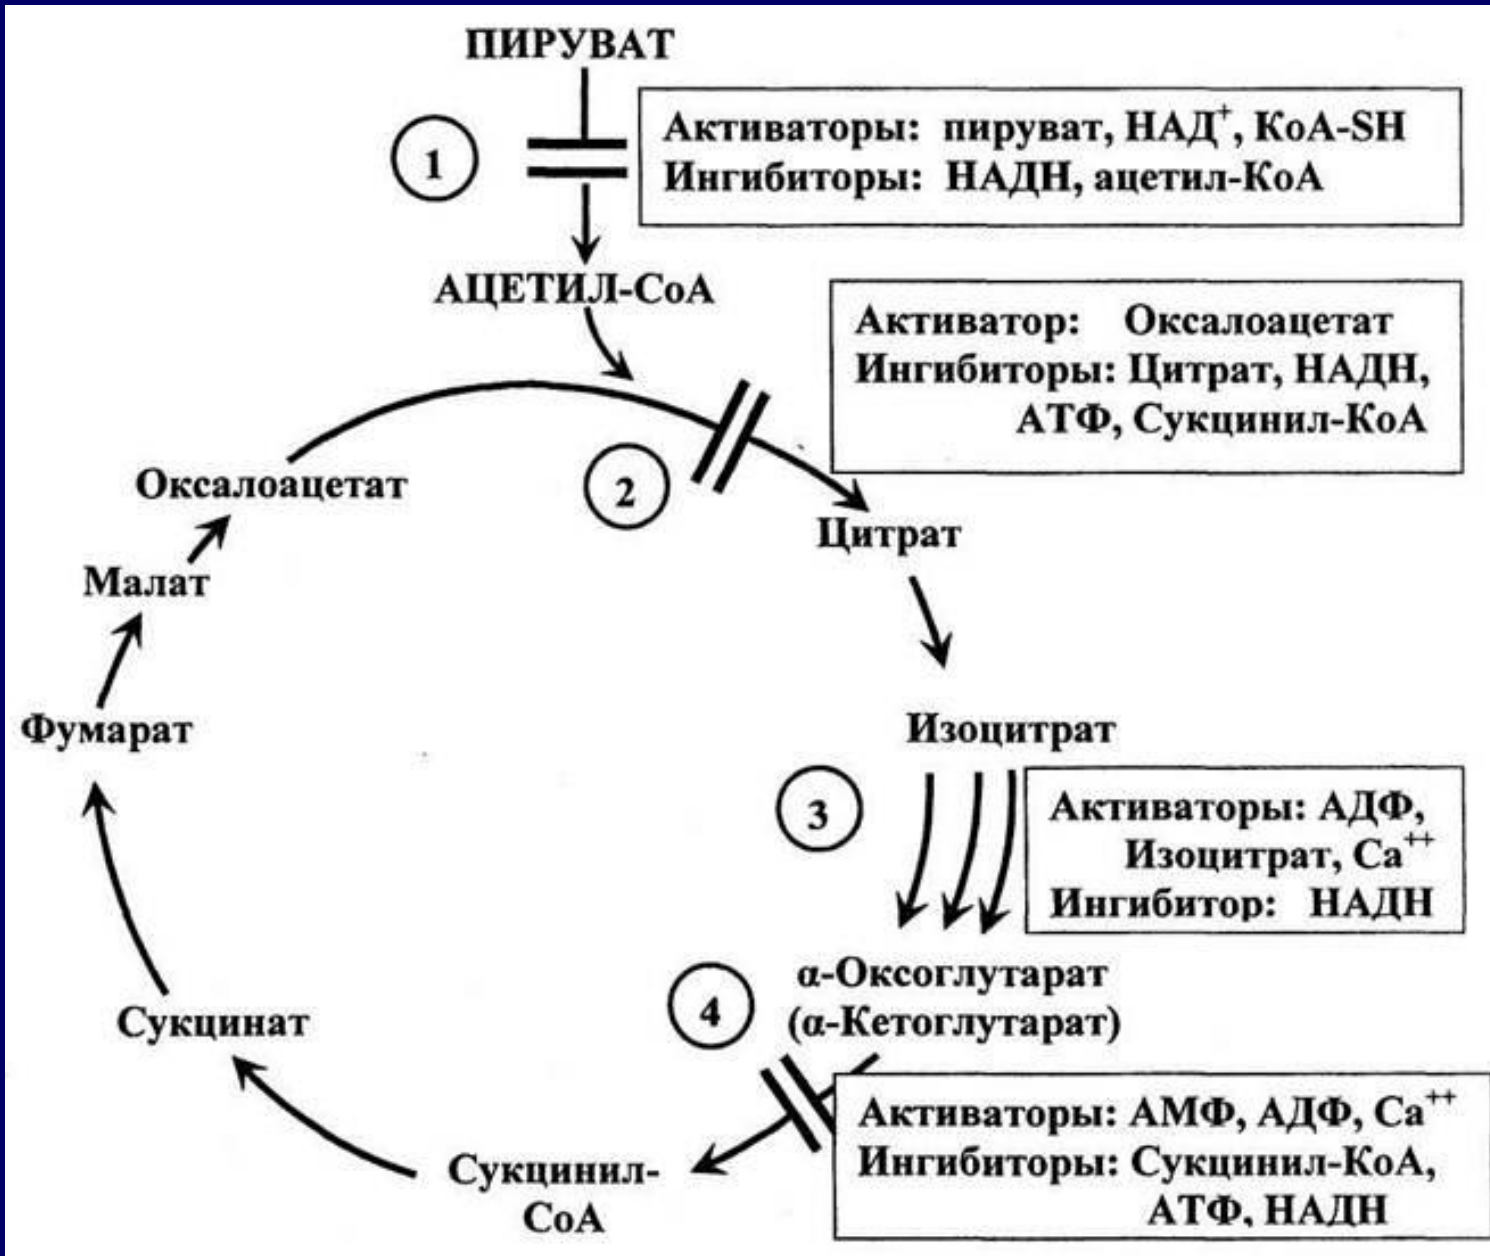 ПИРУВАТ
1
Активаторы: пируват, НАД⁺, КоА-SH
Ингибиторы: НАДН, ацетил-КоА
АЦЕТИЛ-СоА
Активатор: Оксалоацетат
Ингибиторы: Цитрат, НАДН,
АТФ, Сукцинил-КоА
Оксалоацетат
2
Цитрат
Малат
Фумарат
Изоцитрат
3
Активаторы: АДФ,
Изоцитрат, Са⁺⁺
Ингибитор: НАДН
α-Оксоглутарат
(α-Кетоглутарат)
4
Сукцинат
Активаторы: АМФ, АДФ, Са⁺⁺
Ингибиторы: Сукцинил-КоА,
АТФ, НАДН
Сукцинил-
СоА